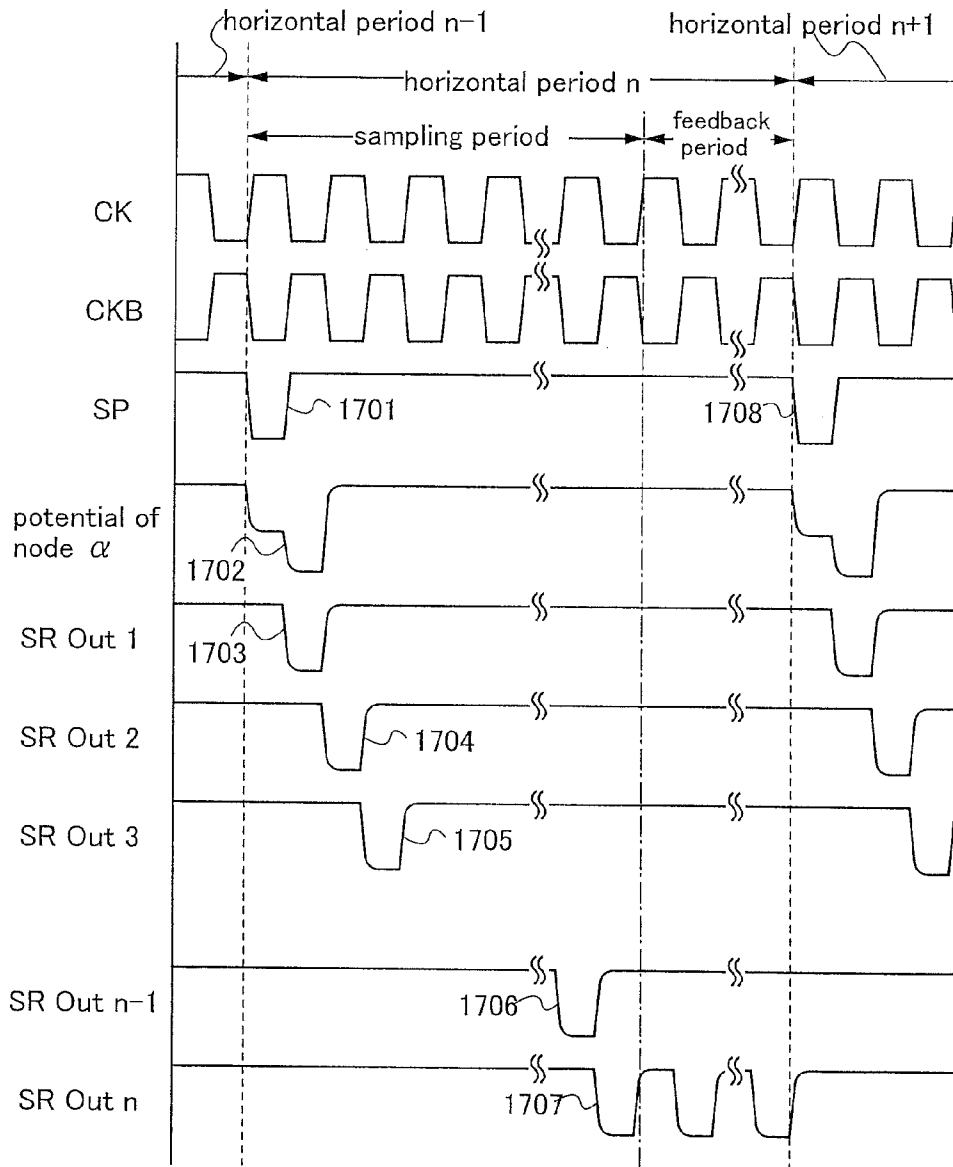 horizontal period n-1
horizontal period n+1
horizontal period n
sampling period
feedback
period
CK
CKB
SP
1701
1708
potential of
node α
1702
SR Out 1
1703
SR Out 2
1704
SR Out 3
1705
SR Out n-1
1706
SR Out n
1707